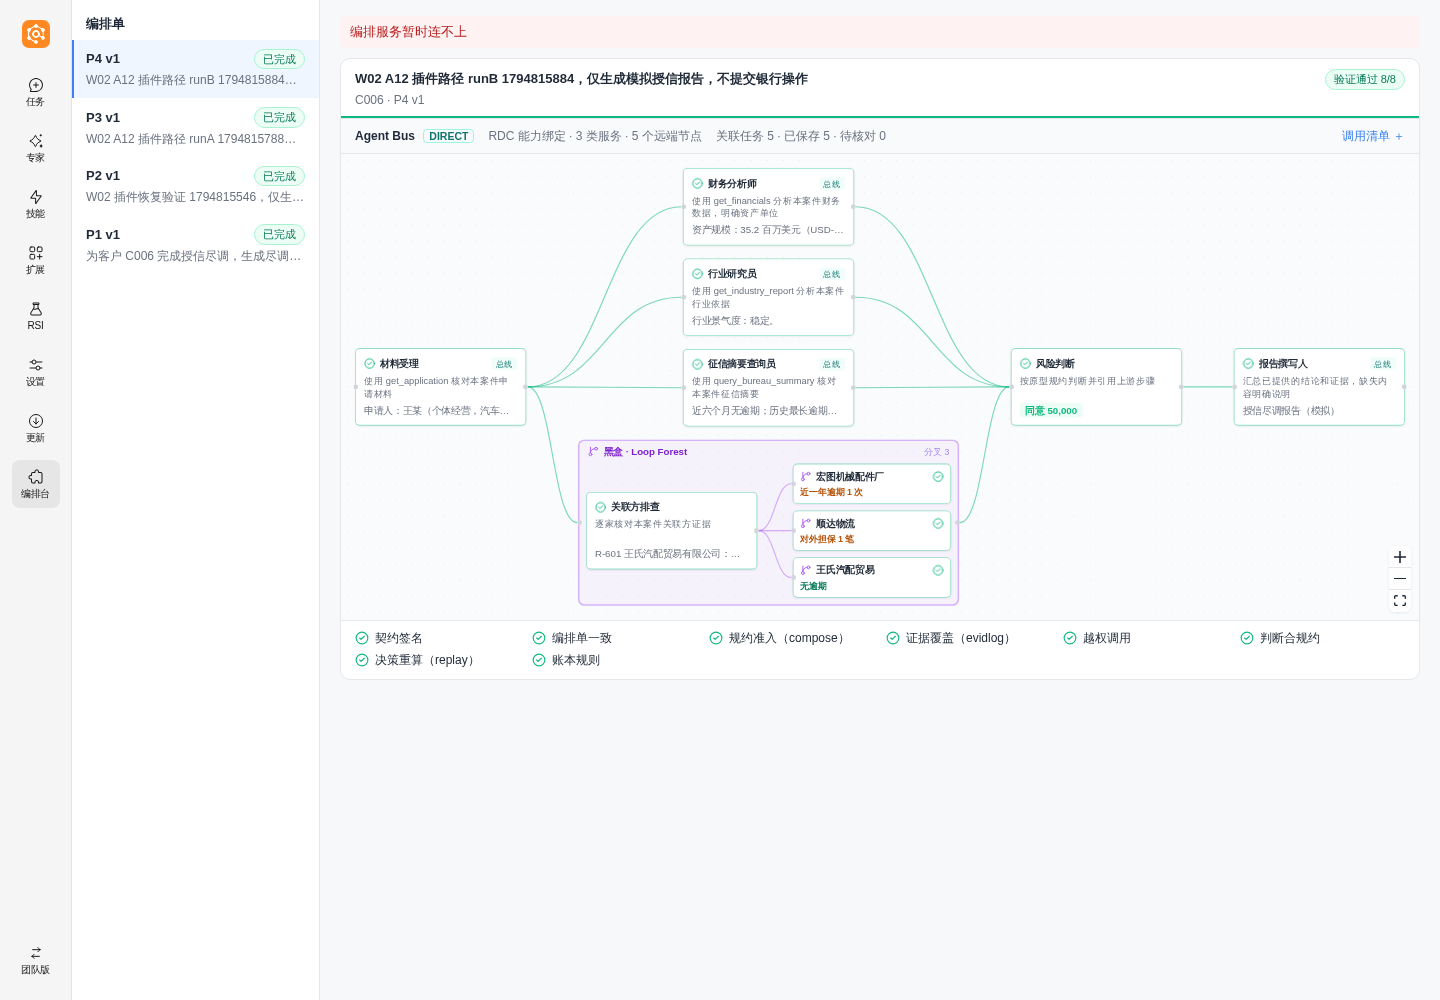 任务
专家
技能
扩展
RSI
设置
更新
编排台
团队版
编排单
P4 v1
已完成
W02 A12 插件路径 runB 1794815884…
P3 v1
已完成
W02 A12 插件路径 runA 1794815788…
P2 v1
已完成
W02 插件恢复验证 1794815546，仅生…
P1 v1
已完成
为客户 C006 完成授信尽调，生成尽调…
编排服务暂时连不上
W02 A12 插件路径 runB 1794815884，仅生成模拟授信报告，不提交银行操作
验证通过 8/8
C006 · P4 v1
Agent Bus
DIRECT
RDC 能力绑定 · 3 类服务 · 5 个远端节点
关联任务 5 · 已保存 5 · 待核对 0
调用清单 ＋
材料受理
总线
使用 get_application 核对本案件申
请材料
申请人：王某（个体经营，汽车…
财务分析师
总线
使用 get_financials 分析本案件财务
数据，明确资产单位
资产规模：35.2 百万美元（USD-…
行业研究员
总线
使用 get_industry_report 分析本案件
行业依据
行业景气度：稳定。
征信摘要查询员
总线
使用 query_bureau_summary 核对
本案件征信摘要
近六个月无逾期；历史最长逾期…
黑盒 · Loop Forest
分叉 3
关联方排查
逐家核对本案件关联方证据
R-601 王氏汽配贸易有限公司：…
宏图机械配件厂
近一年逾期 1 次
顺达物流
对外担保 1 笔
王氏汽配贸易
无逾期
风险判断
按原型规约判断并引用上游步骤
同意 50,000
报告撰写人
总线
汇总已提供的结论和证据，缺失内
容明确说明
授信尽调报告（模拟）
契约签名
编排单一致
规约准入（compose）
证据覆盖（evidlog）
越权调用
判断合规约
决策重算（replay）
账本规则